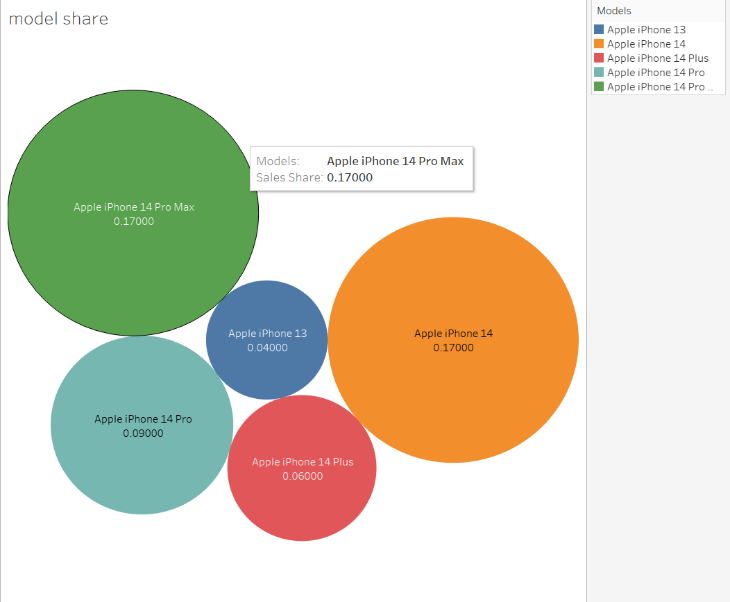 model share
Models
Apple iPhone 13
Apple iPhone 14
Apple iPhone 14 Plus
Apple iPhone 14 Pro
Apple iPhone 14 Pro ..
Models: Apple iPhone 14 Pro Max
Sales Share: 0.17000
Apple iPhone 14 Pro Max
0.17000
Apple iPhone 13
0.04000
Apple iPhone 14
0.17000
Apple iPhone 14 Pro
0.09000
Apple iPhone 14 Plus
0.06000